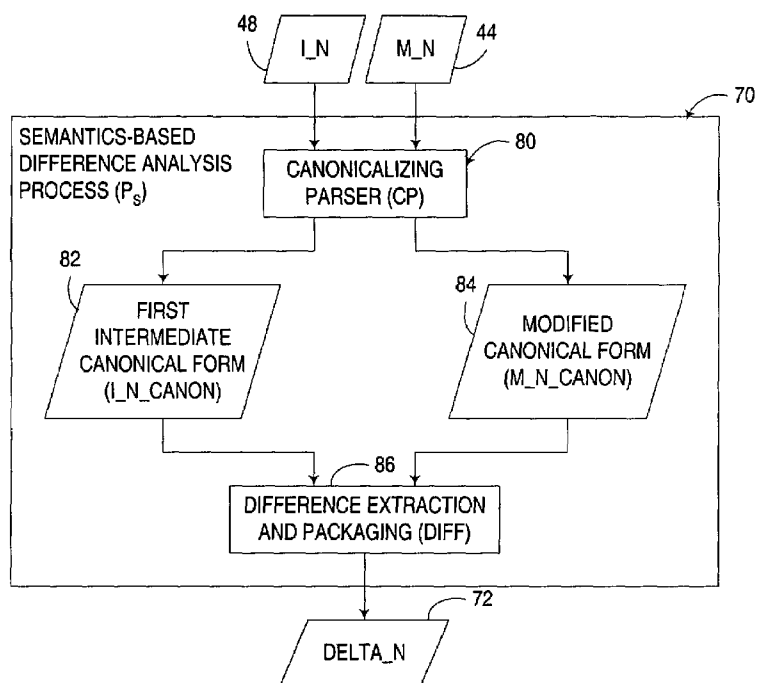 48
I_N
M_N
44
70
SEMANTICS-BASED
DIFFERENCE ANALYSIS
PROCESS (PS)
80
CANONICALIZING
PARSER (CP)
82
FIRST
INTERMEDIATE
CANONICAL FORM
(I_N_CANON)
84
MODIFIED
CANONICAL FORM
(M_N_CANON)
86
DIFFERENCE EXTRACTION
AND PACKAGING (DIFF)
72
DELTA_N